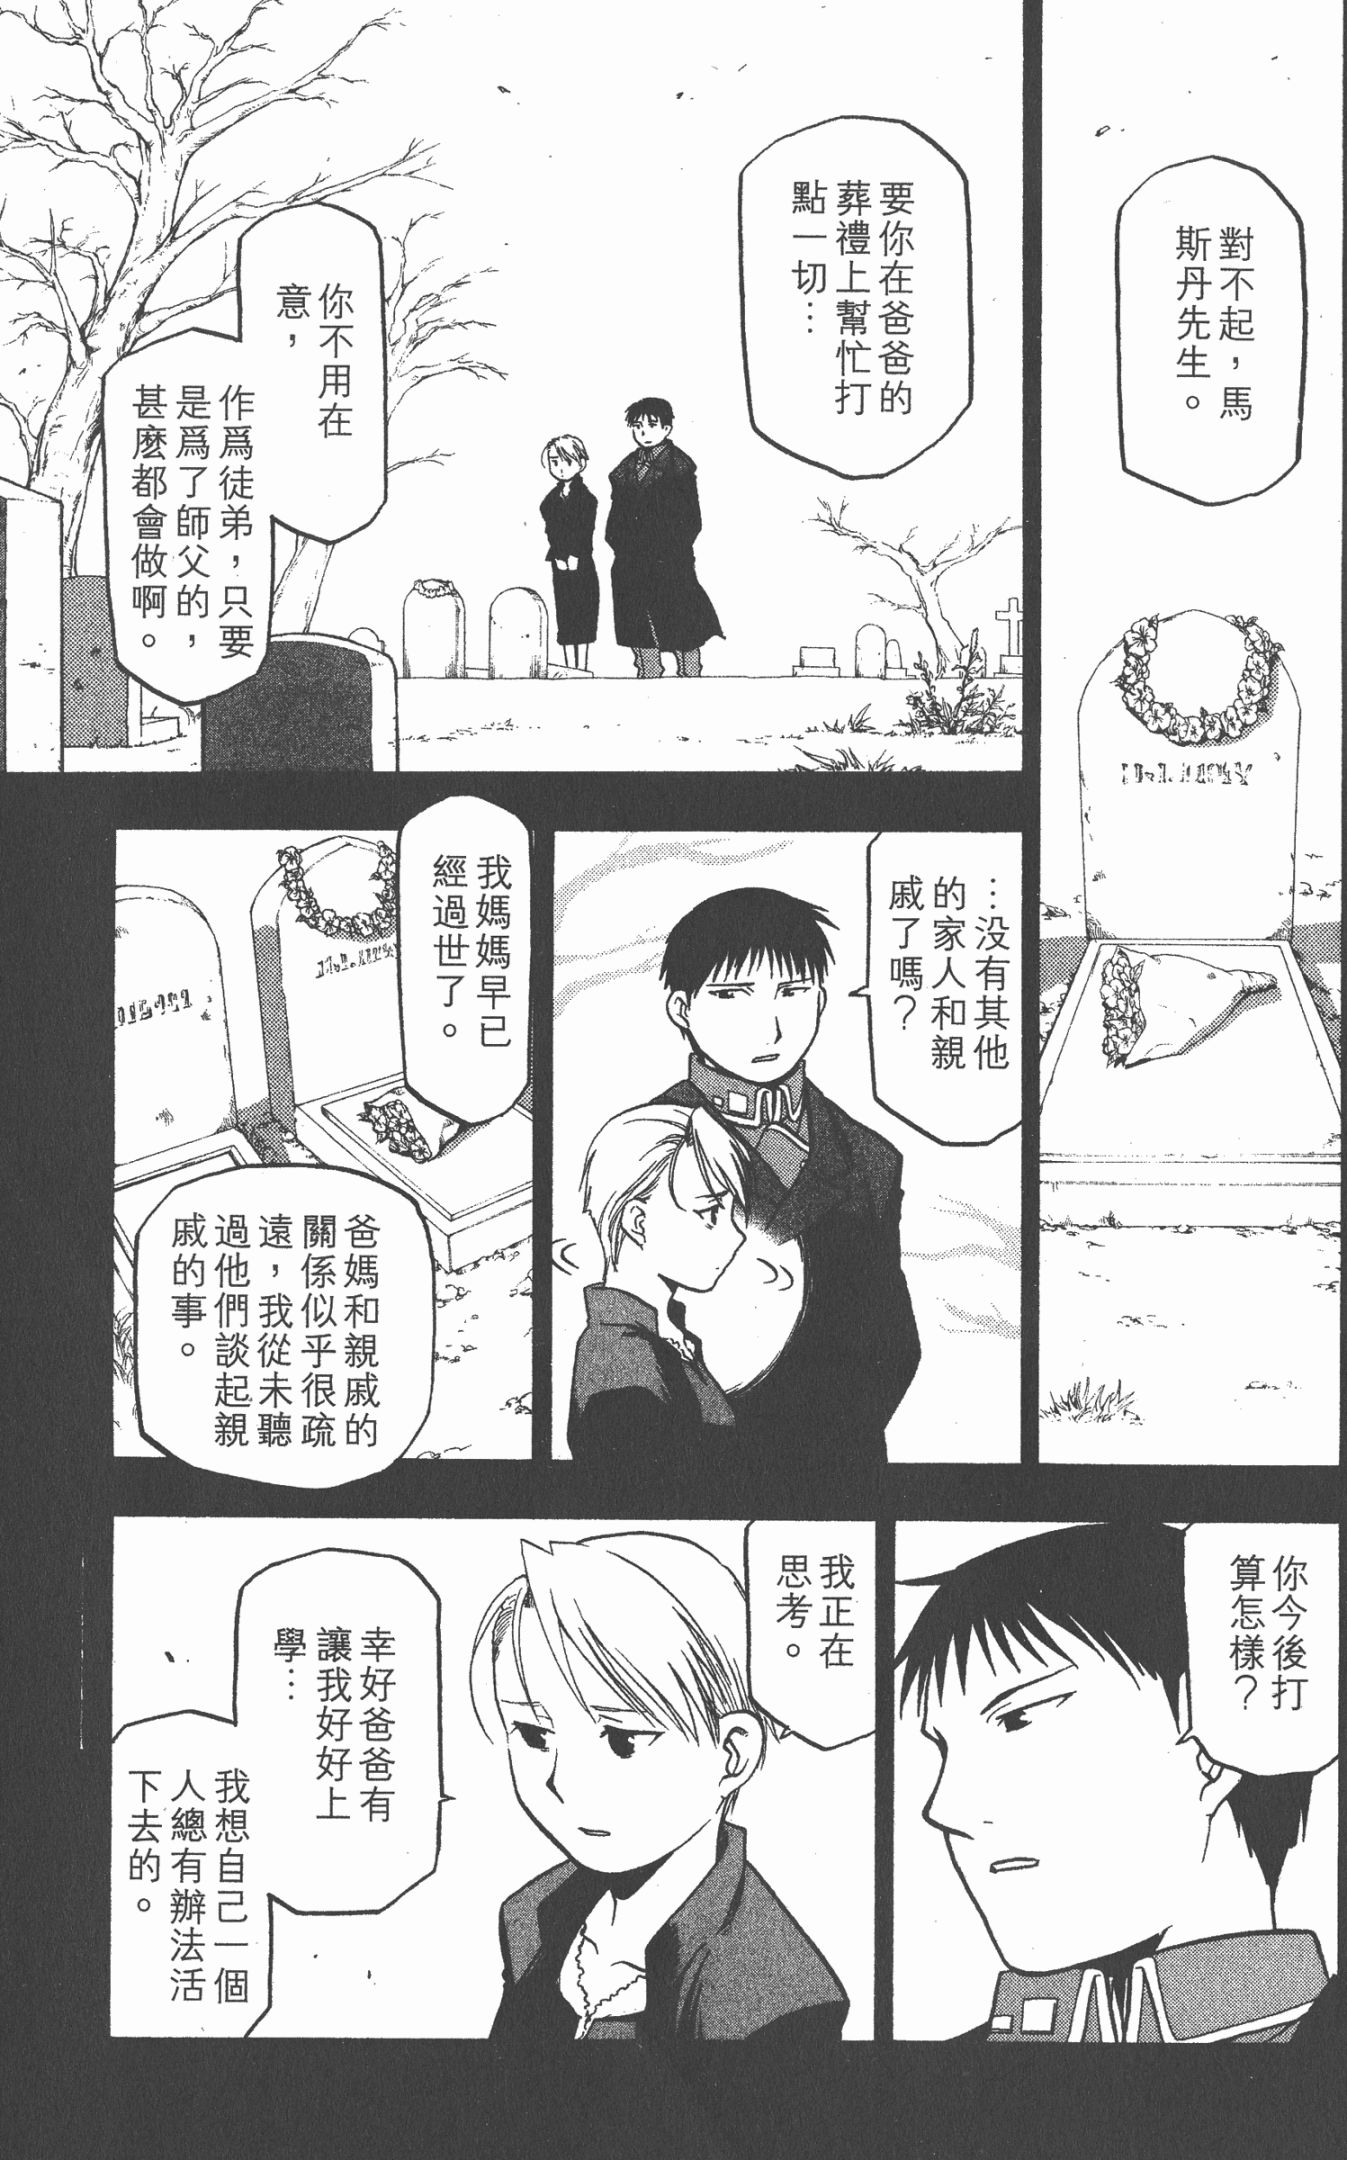 對不起，馬
斯丹先生。
要你在爸爸的
葬禮上幫忙打
點一切…
你不用在
意，
作爲徒弟，只要
是爲了師父的，
甚麽都會做啊。
…没有其他
的家人和親
戚了嗎？
我媽媽早已
經過世了。
爸媽和親戚的
關係似乎很疏
遠，我從未聽
過他們談起親
戚的事。
你今後打
算怎樣？
我正在
思考。
幸好爸爸有
讓我好好上
學…
我想自己一個
人總有辦法活
下去的。